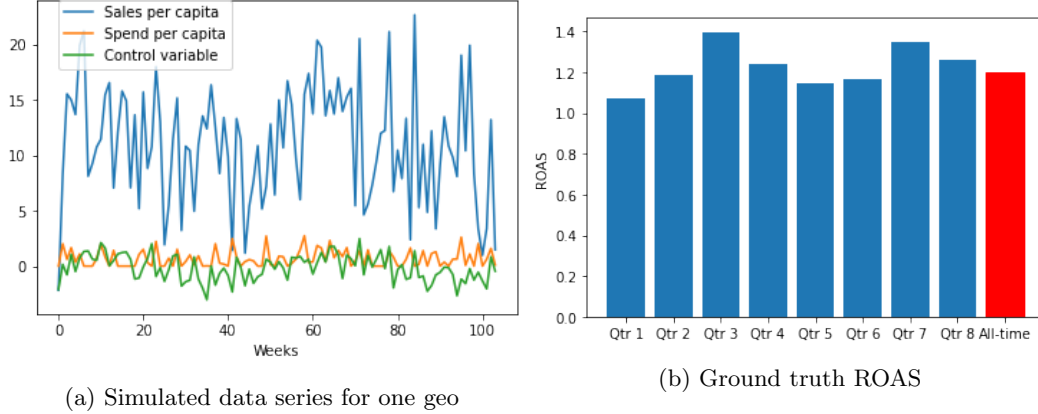 Sales per capita
Spend per capita
Control variable
20
15
10
5
0
0 20 40 60 80 100
Weeks
(a) Simulated data series for one geo
1.4
1.2
1.0
0.8
0.6
0.4
0.2
0.0
ROAS
Qtr 1 Qtr 2 Qtr 3 Qtr 4 Qtr 5 Qtr 6 Qtr 7 Qtr 8 All-time
(b) Ground truth ROAS